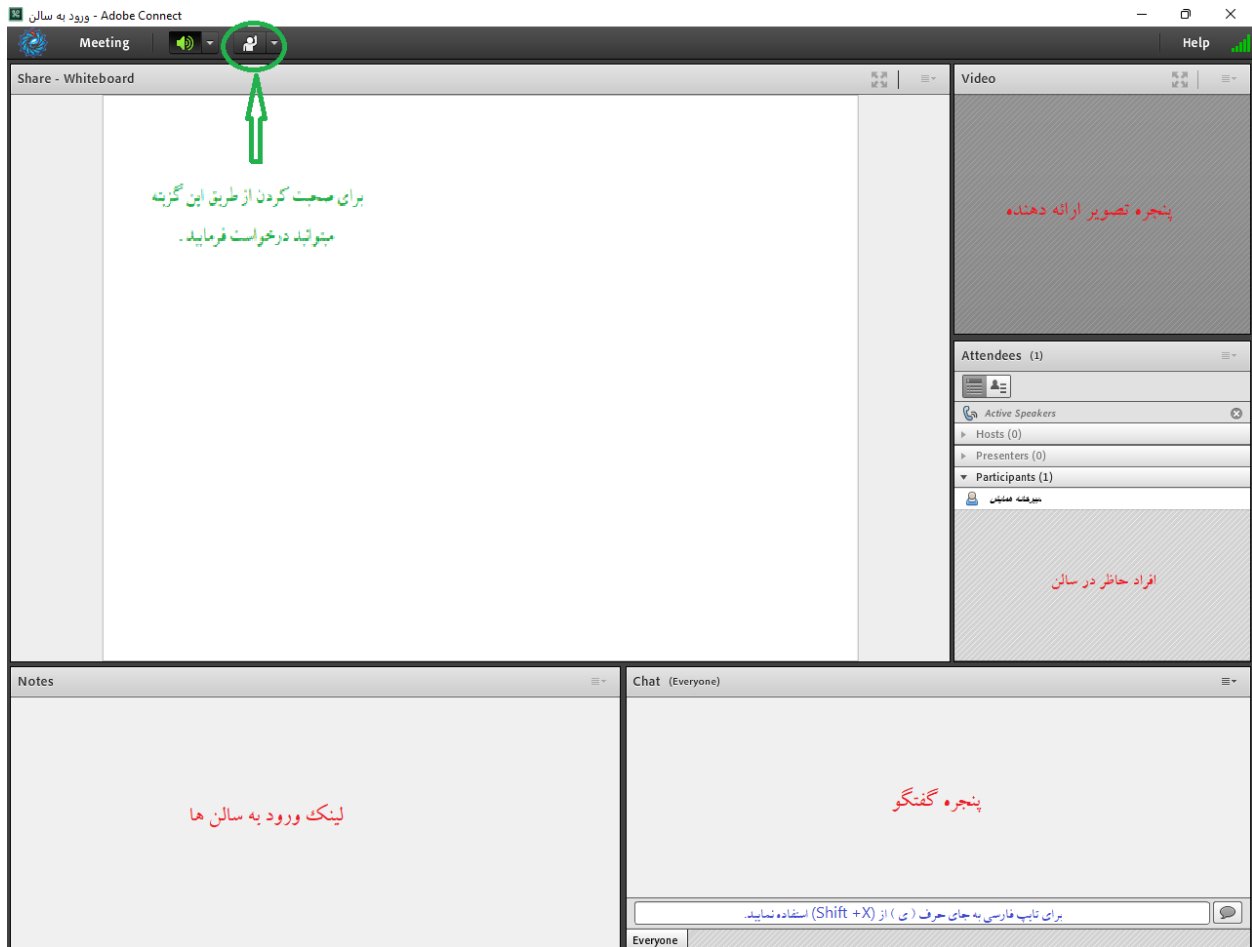 ورود به سالن - Adobe Connect
Meeting
Help
Share - Whiteboard
برای صحبت کردن از طریق این گزینه
میتوانید درخواست فرمایید .
Video
پنجره تصویر ارائه دهنده
Attendees (1)
Active Speakers
Hosts (0)
Presenters (0)
Participants (1)
دبیرخانه همایش
افراد حاظر در سالن
Notes
لینک ورود به سالن ها
Chat (Everyone)
پنجره گفتگو
برای تایپ فارسی به جای حرف ( ی ) از (Shift +X) استفاده نمایید.
Everyone